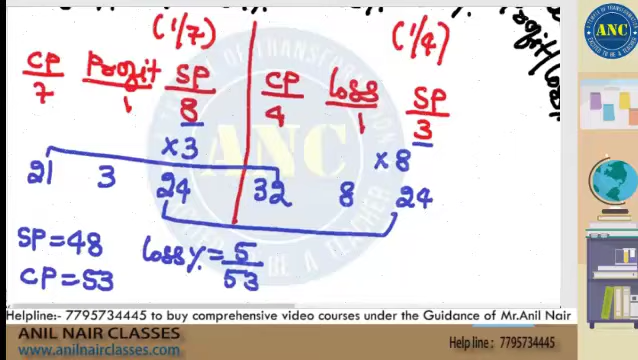 (1/7)
(1/4)
Profit/loss
CP Profit SP CP loss SP
7 1 8 4 1 3
×3 ×8
21 3 24 32 8 24
SP = 48 loss % = 5/53
CP = 53
ANC
Helpline:- 7795734445 to buy comprehensive video courses under the Guidance of Mr.Anil Nair
ANIL NAIR CLASSES
www.anilnairclasses.com Help line : 7795734445